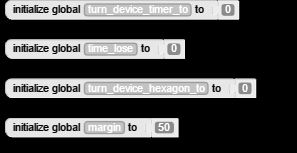 initialize global turn_device_timer_to to 0
initialize global time_lose to 0
initialize global turn_device_hexagon_to to 0
initialize global margin to 50